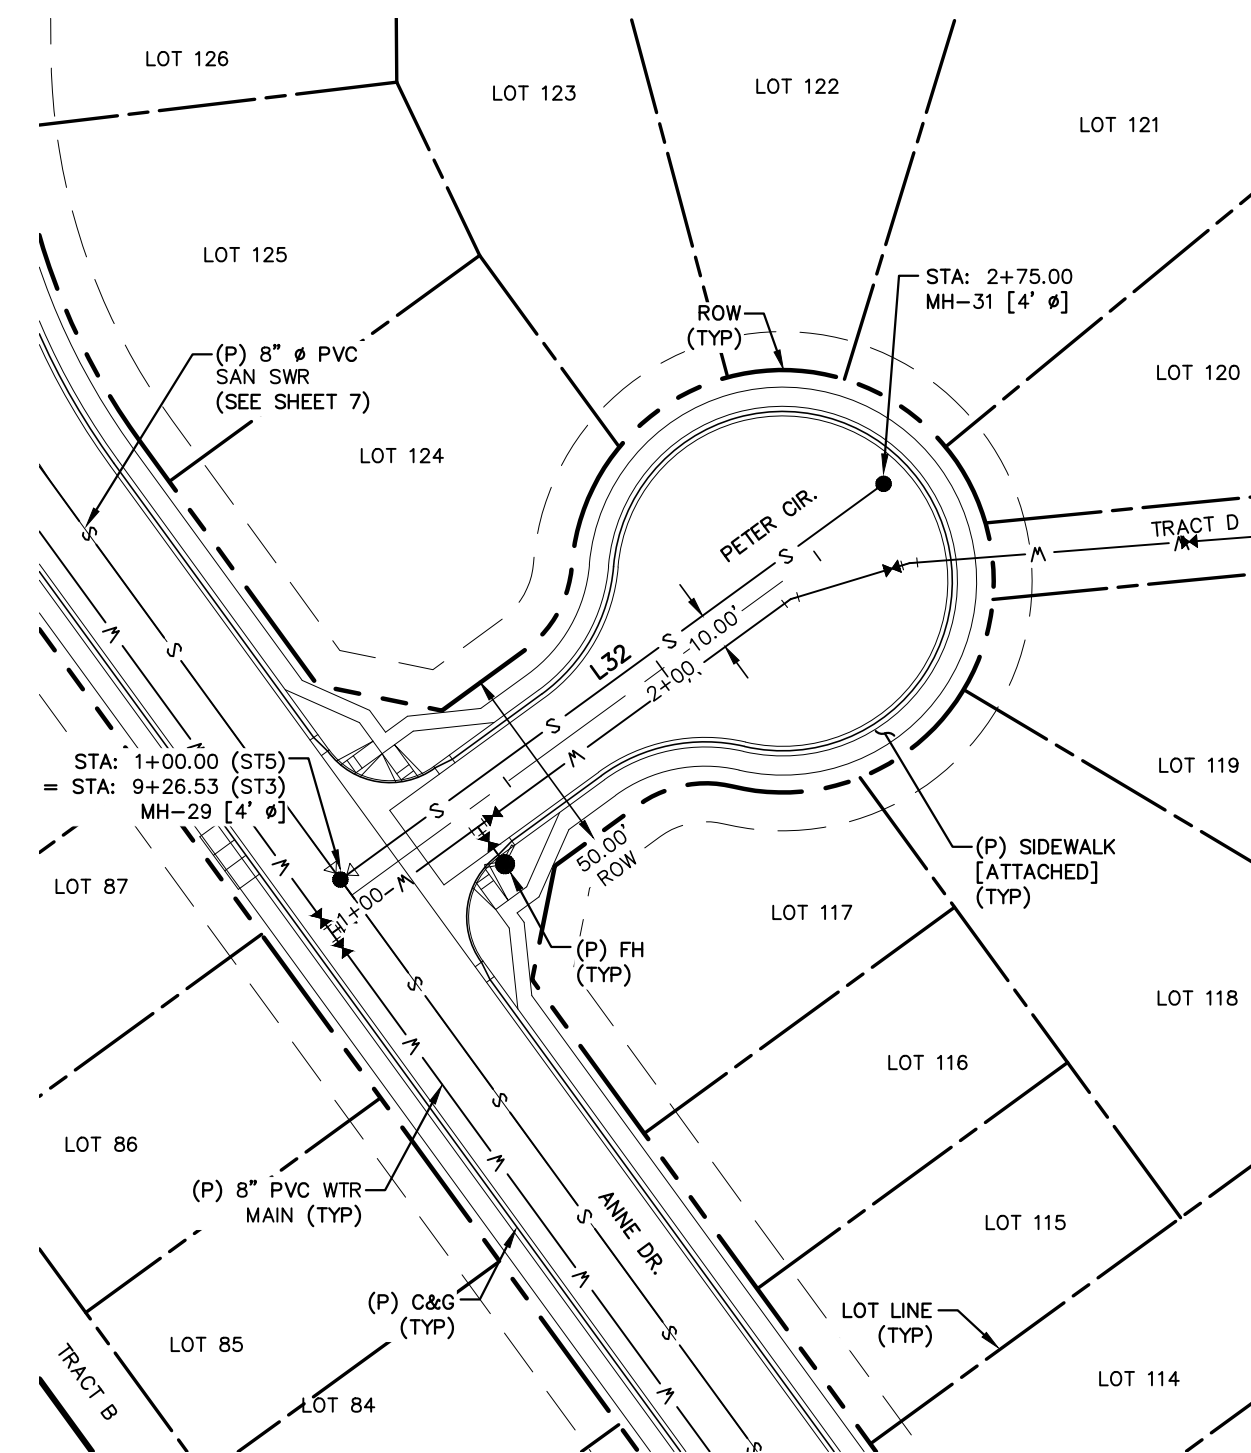 LOT 126
LOT 123
LOT 122
LOT 121
LOT 125
STA: 2+75.00
MH-31 [4' ø]
ROW
(TYP)
(P) 8" ø PVC
SAN SWR
(SEE SHEET 7)
LOT 120
LOT 124
PETER CIR.
TRACT D
S
W
W
S
S
W
S
S
10.00'
L32
2+00
S
W
W
STA: 1+00.00 (ST5)
= STA: 9+26.53 (ST3)
MH-29 [4' ø]
S
LOT 119
50.00'
ROW
(P) SIDEWALK
[ATTACHED]
(TYP)
W
LOT 87
1+00
W
LOT 117
(P) FH
(TYP)
S
LOT 118
W
LOT 116
S
LOT 86
W
(P) 8" PVC WTR
MAIN (TYP)
ANNE DR.
S
LOT 115
W
(P) C&G
(TYP)
LOT LINE
(TYP)
S
LOT 85
TRACT B
LOT 114
W
LOT 84
S